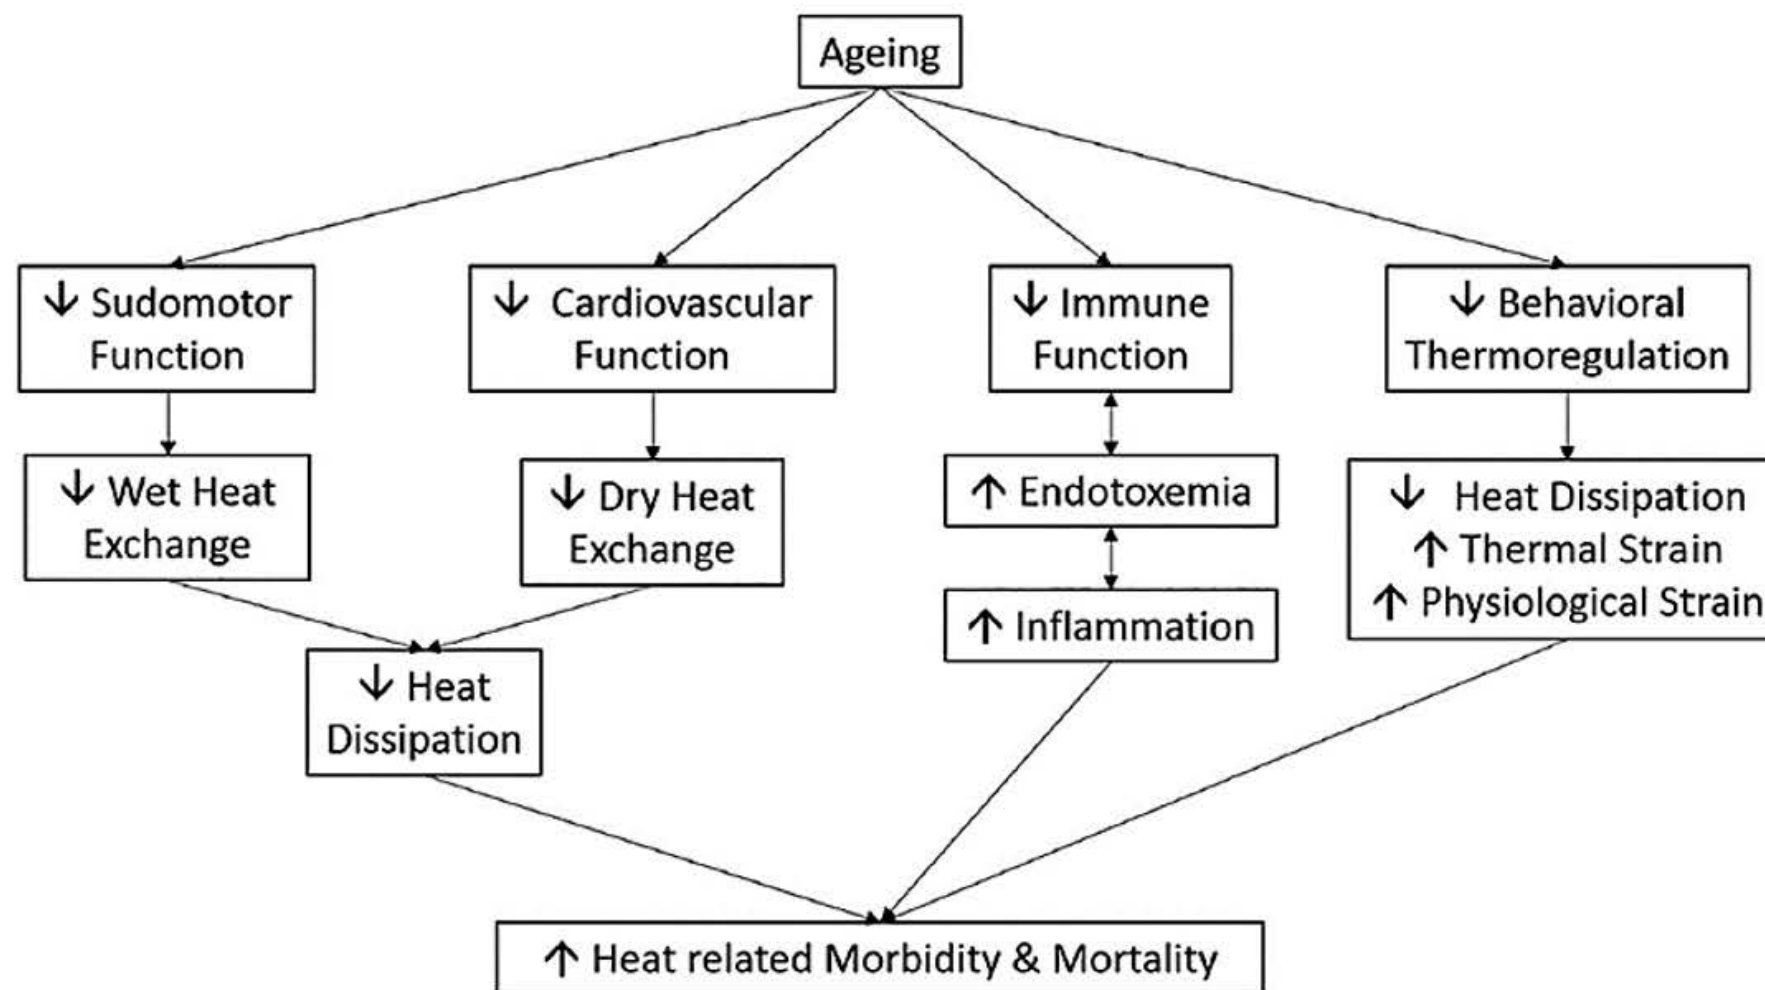 Ageing
↓ Sudomotor
Function
↓ Cardiovascular
Function
↓ Immune
Function
↓ Behavioral
Thermoregulation
↓ Wet Heat
Exchange
↓ Dry Heat
Exchange
↑ Endotoxemia
↑ Inflammation
↓ Heat Dissipation
↑ Thermal Strain
↑ Physiological Strain
↓ Heat
Dissipation
↑ Heat related Morbidity & Mortality